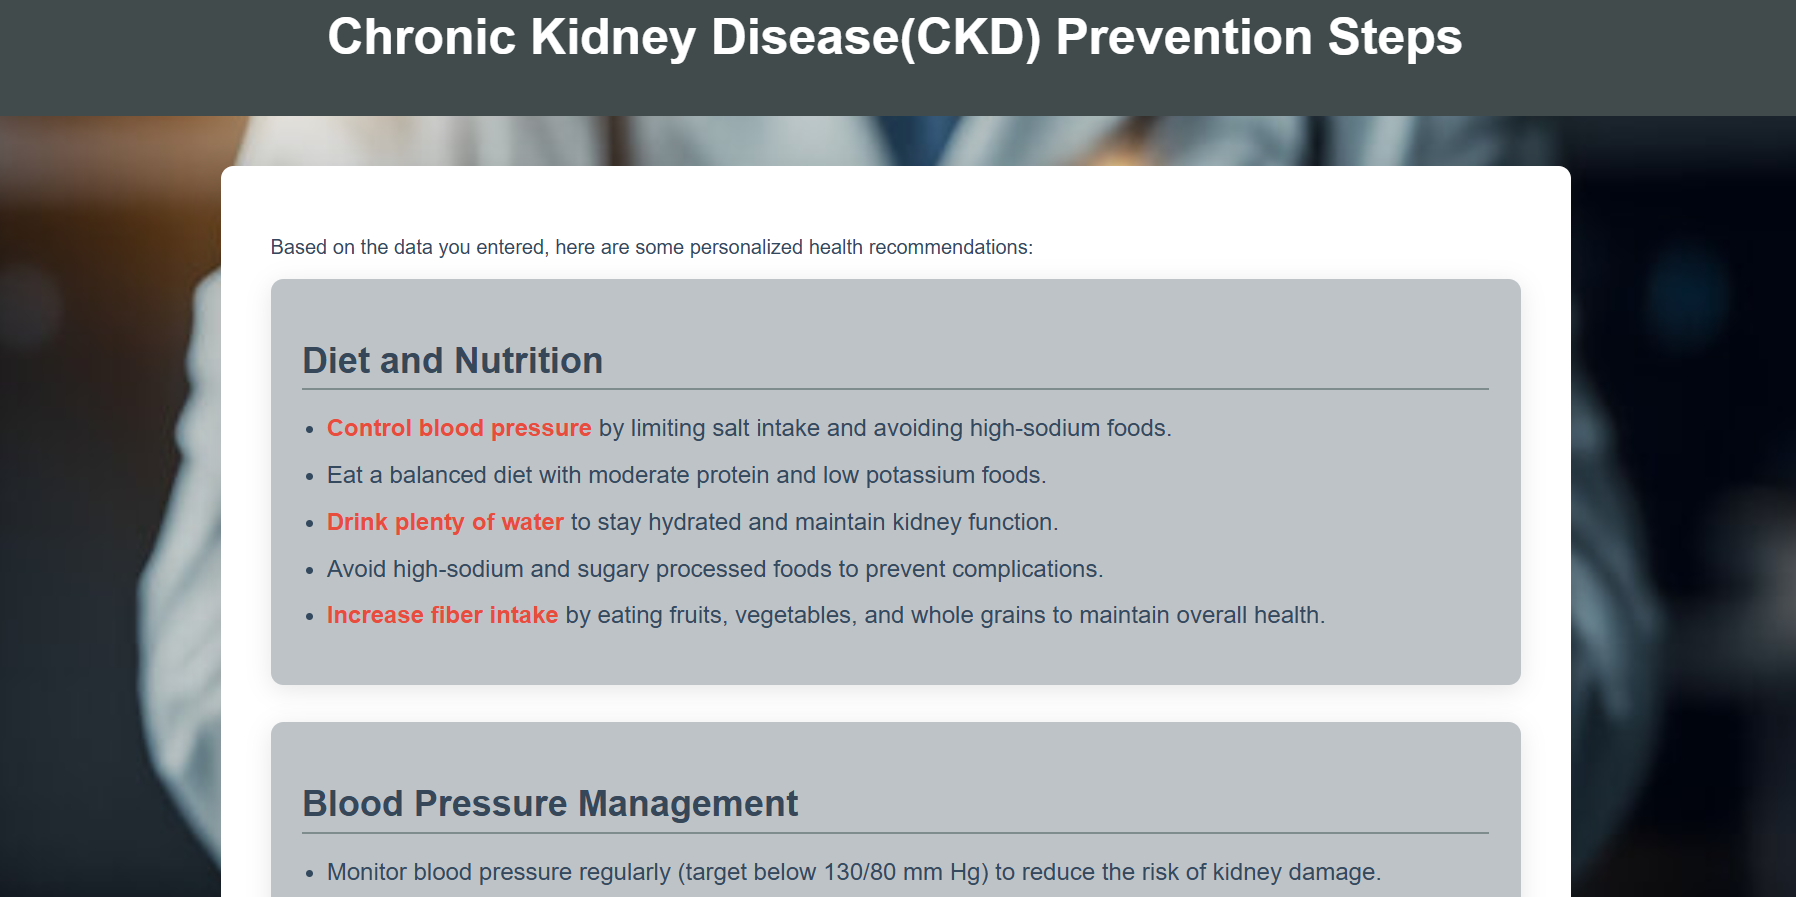 Chronic Kidney Disease(CKD) Prevention Steps
Based on the data you entered, here are some personalized health recommendations:
Diet and Nutrition
• Control blood pressure by limiting salt intake and avoiding high-sodium foods.
• Eat a balanced diet with moderate protein and low potassium foods.
• Drink plenty of water to stay hydrated and maintain kidney function.
• Avoid high-sodium and sugary processed foods to prevent complications.
• Increase fiber intake by eating fruits, vegetables, and whole grains to maintain overall health.
Blood Pressure Management
• Monitor blood pressure regularly (target below 130/80 mm Hg) to reduce the risk of kidney damage.